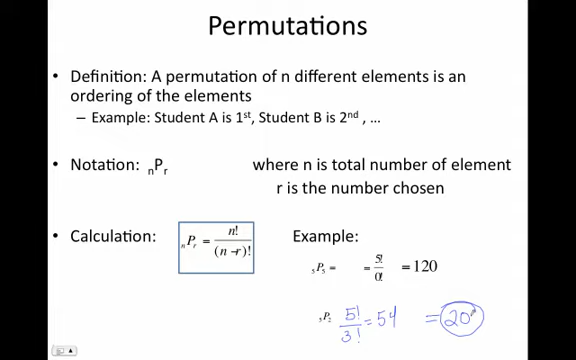 Permutations
• Definition: A permutation of n different elements is an
ordering of the elements
– Example: Student A is 1st, Student B is 2nd , ...
• Notation: nPr where n is total number of element
r is the number chosen
• Calculation: nPr = n!/(n-r)! Example:
5P5 = = 5!/0! = 120
5P2 5!/3! = 54 = 20